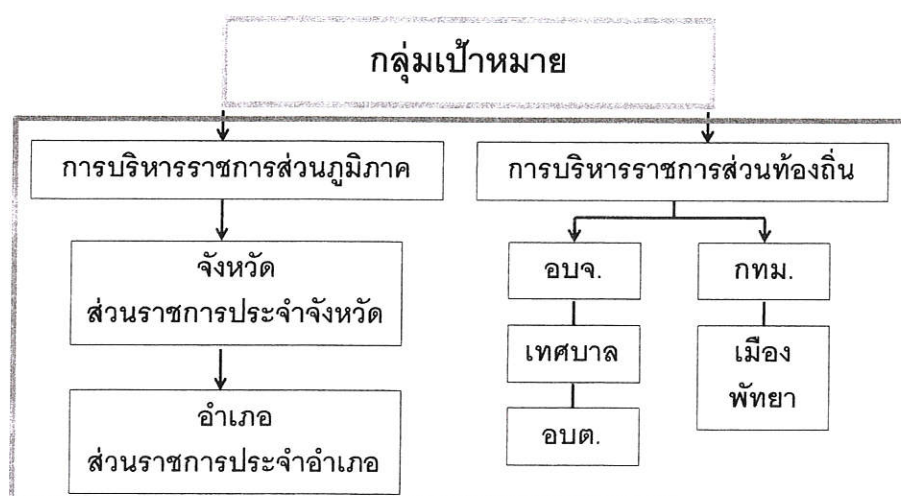 กลุ่มเป้าหมาย
การบริหารราชการส่วนภูมิภาค
จังหวัด
ส่วนราชการประจำจังหวัด
อำเภอ
ส่วนราชการประจำอำเภอ
การบริหารราชการส่วนท้องถิ่น
อบจ.
เทศบาล
อบต.
กทม.
เมือง
พัทยา